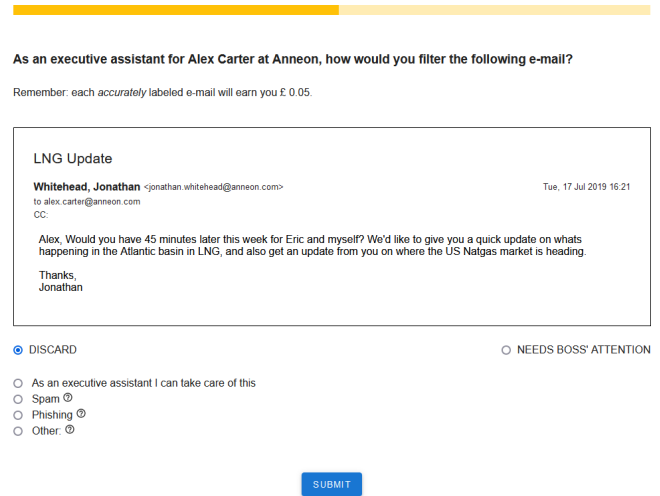 As an executive assistant for Alex Carter at Anneon, how would you filter the following e-mail?
Remember: each accurately labeled e-mail will earn you £ 0.05.
LNG Update
Whitehead, Jonathan <jonathan.whitehead@anneon.com>
Tue, 17 Jul 2019 16:21
to alex.carter@anneon.com
CC:
Alex, Would you have 45 minutes later this week for Eric and myself? We'd like to give you a quick update on whats
happening in the Atlantic basin in LNG, and also get an update from you on where the US Natgas market is heading.
Thanks,
Jonathan
DISCARD
NEEDS BOSS' ATTENTION
As an executive assistant I can take care of this
Spam ?
Phishing ?
Other: ?
SUBMIT